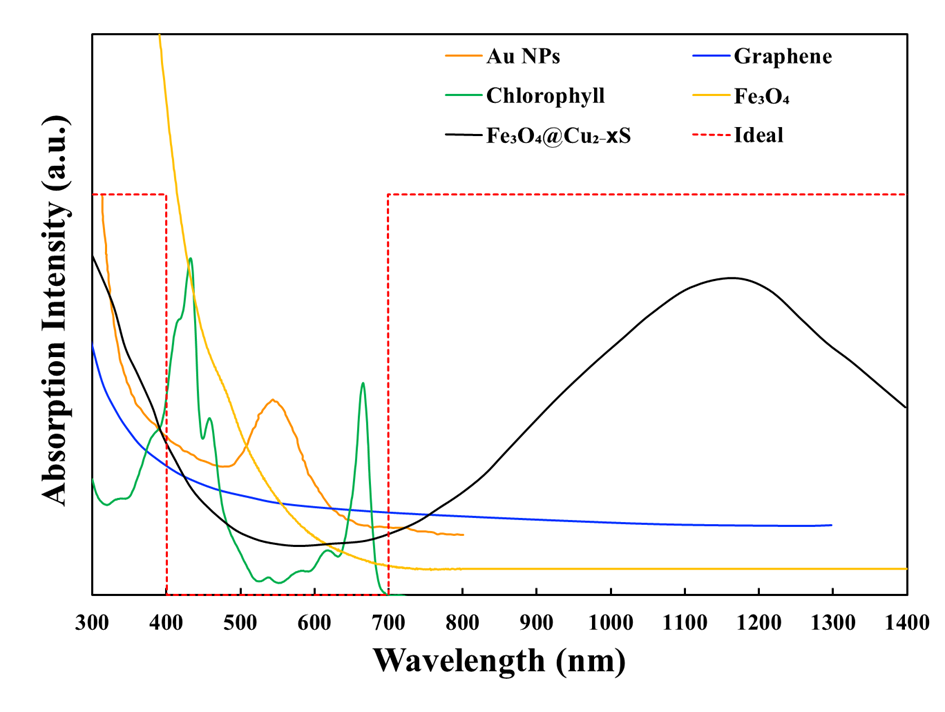 Au NPs
Graphene
Chlorophyll
Fe₃O₄
Fe₃O₄@Cu₂₋xS
Ideal
Absorption Intensity (a.u.)
300 400 500 600 700 800 900 1000 1100 1200 1300 1400
Wavelength (nm)